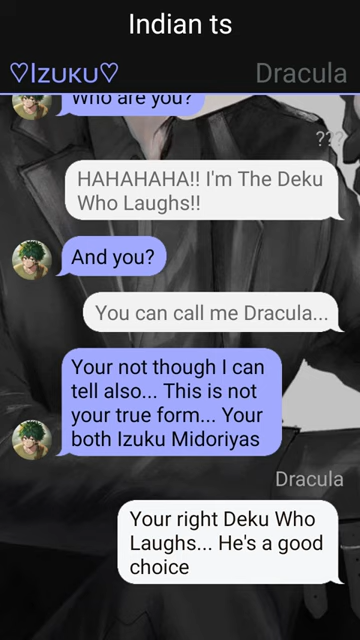 Indian ts
♡Izuku♡
Dracula
Who are you?
???
HAHAHAHA!! I'm The Deku
Who Laughs!!
And you?
You can call me Dracula...
Your not though I can
tell also... This is not
your true form... Your
both Izuku Midoriyas
Dracula
Your right Deku Who
Laughs... He's a good
choice